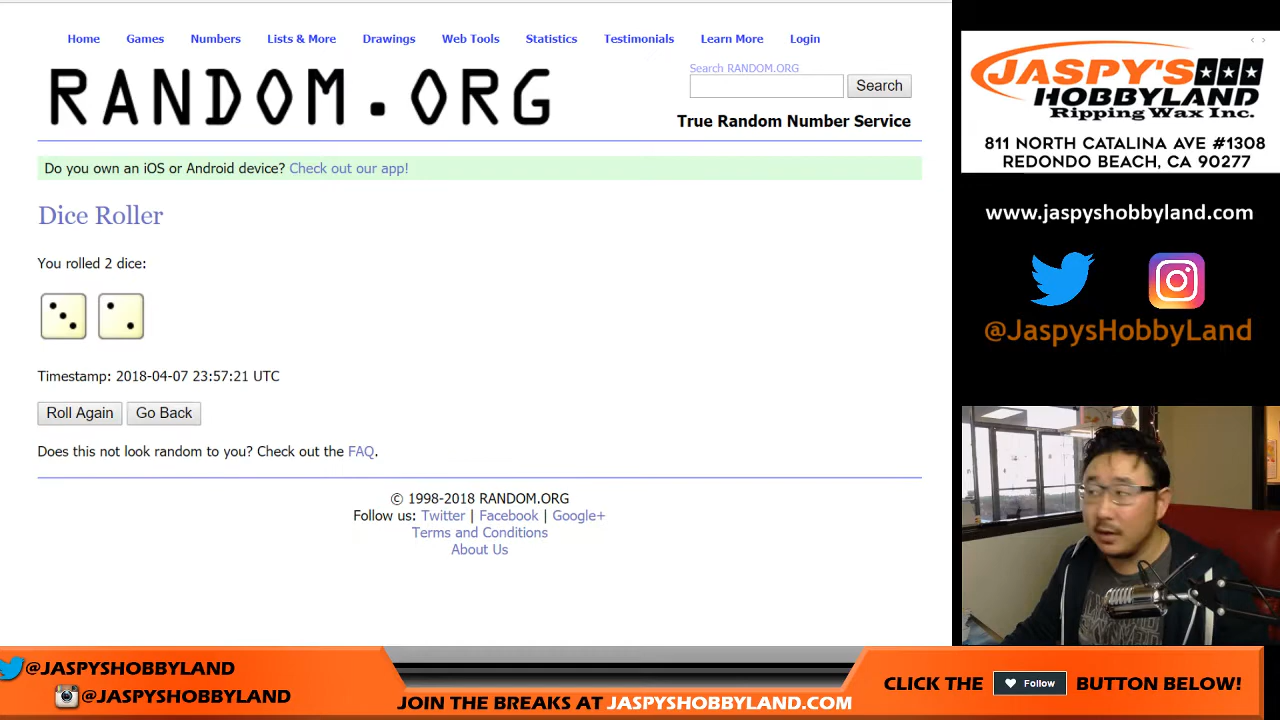 Home Games Numbers Lists & More Drawings Web Tools Statistics Testimonials Learn More Login
RANDOM.ORG
Search RANDOM.ORG
Search
True Random Number Service
Do you own an iOS or Android device? Check out our app!
Dice Roller
You rolled 2 dice:
Timestamp: 2018-04-07 23:57:21 UTC
Roll Again Go Back
Does this not look random to you? Check out the FAQ.
© 1998-2018 RANDOM.ORG
Follow us: Twitter | Facebook | Google+
Terms and Conditions
About Us
JASPY'S
HOBBYLAND
Ripping Wax Inc.
811 NORTH CATALINA AVE #1308
REDONDO BEACH, CA 90277
www.jaspyshobbyland.com
@JaspysHobbyLand
@JASPYSHOBBYLAND
@JASPYSHOBBYLAND
JOIN THE BREAKS AT JASPYSHOBBYLAND.COM
CLICK THE Follow BUTTON BELOW!